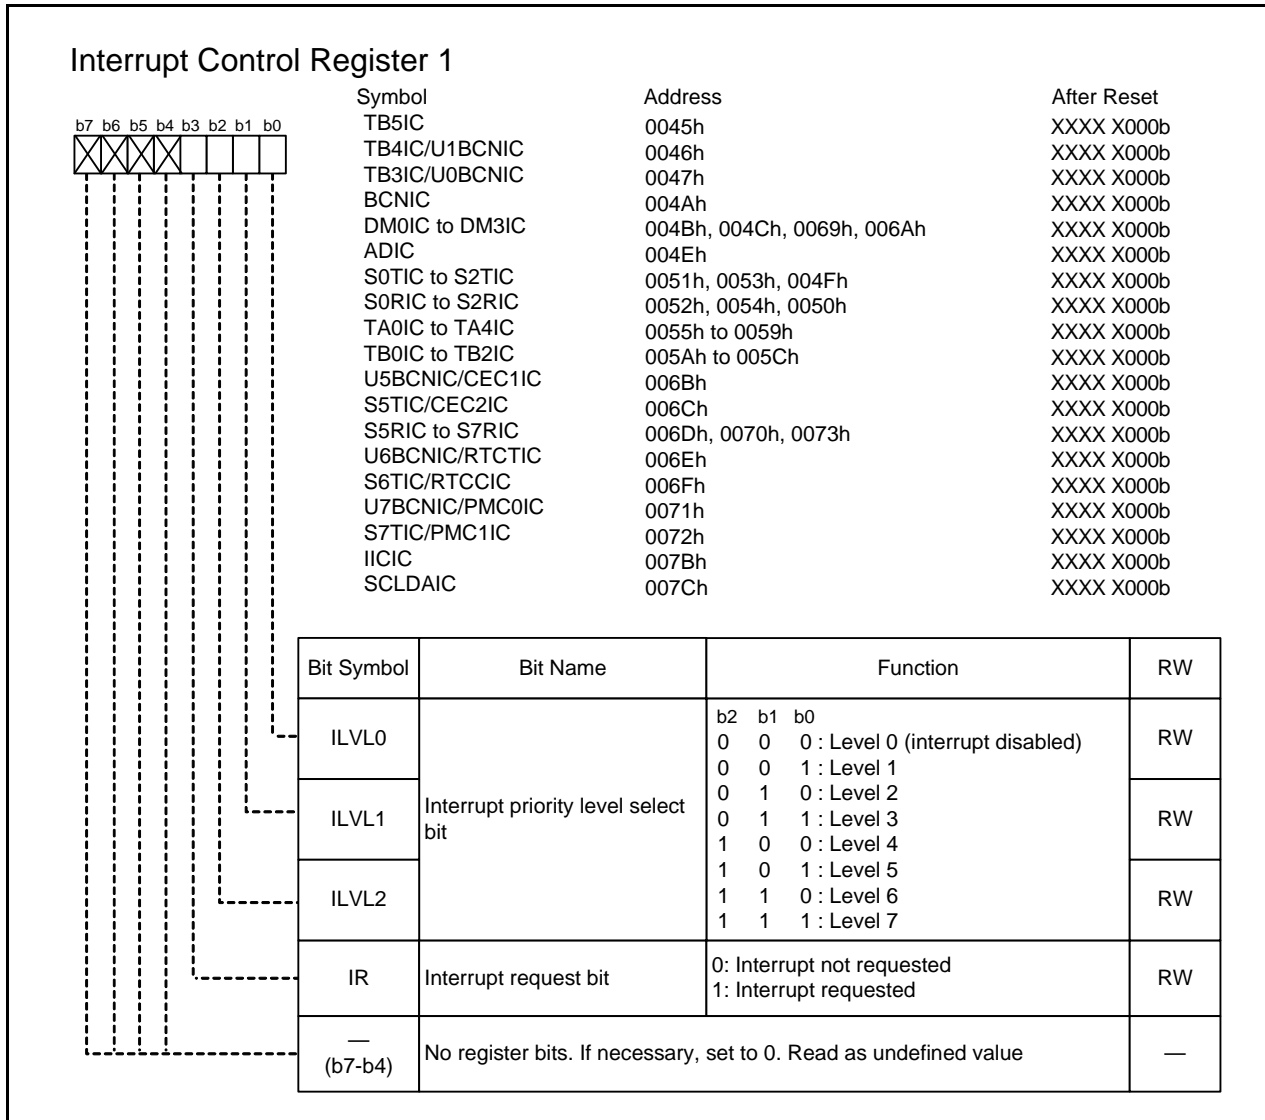 Interrupt Control Register 1
Symbol Address After Reset
b7 b6 b5 b4 b3 b2 b1 b0
TB5IC 0045h XXXX X000b
TB4IC/U1BCNIC 0046h XXXX X000b
TB3IC/U0BCNIC 0047h XXXX X000b
BCNIC 004Ah XXXX X000b
DM0IC to DM3IC 004Bh, 004Ch, 0069h, 006Ah XXXX X000b
ADIC 004Eh XXXX X000b
S0TIC to S2TIC 0051h, 0053h, 004Fh XXXX X000b
S0RIC to S2RIC 0052h, 0054h, 0050h XXXX X000b
TA0IC to TA4IC 0055h to 0059h XXXX X000b
TB0IC to TB2IC 005Ah to 005Ch XXXX X000b
U5BCNIC/CEC1IC 006Bh XXXX X000b
S5TIC/CEC2IC 006Ch XXXX X000b
S5RIC to S7RIC 006Dh, 0070h, 0073h XXXX X000b
U6BCNIC/RTCTIC 006Eh XXXX X000b
S6TIC/RTCCIC 006Fh XXXX X000b
U7BCNIC/PMC0IC 0071h XXXX X000b
S7TIC/PMC1IC 0072h XXXX X000b
IICIC 007Bh XXXX X000b
SCLDAIC 007Ch XXXX X000b
Bit Symbol Bit Name Function RW
ILVL0 RW
ILVL1 RW
ILVL2 RW
Interrupt priority level select
bit
b2 b1 b0
0 0 0 : Level 0 (interrupt disabled)
0 0 1 : Level 1
0 1 0 : Level 2
0 1 1 : Level 3
1 0 0 : Level 4
1 0 1 : Level 5
1 1 0 : Level 6
1 1 1 : Level 7
IR Interrupt request bit RW
0: Interrupt not requested
1: Interrupt requested
—
(b7-b4) No register bits. If necessary, set to 0. Read as undefined value —